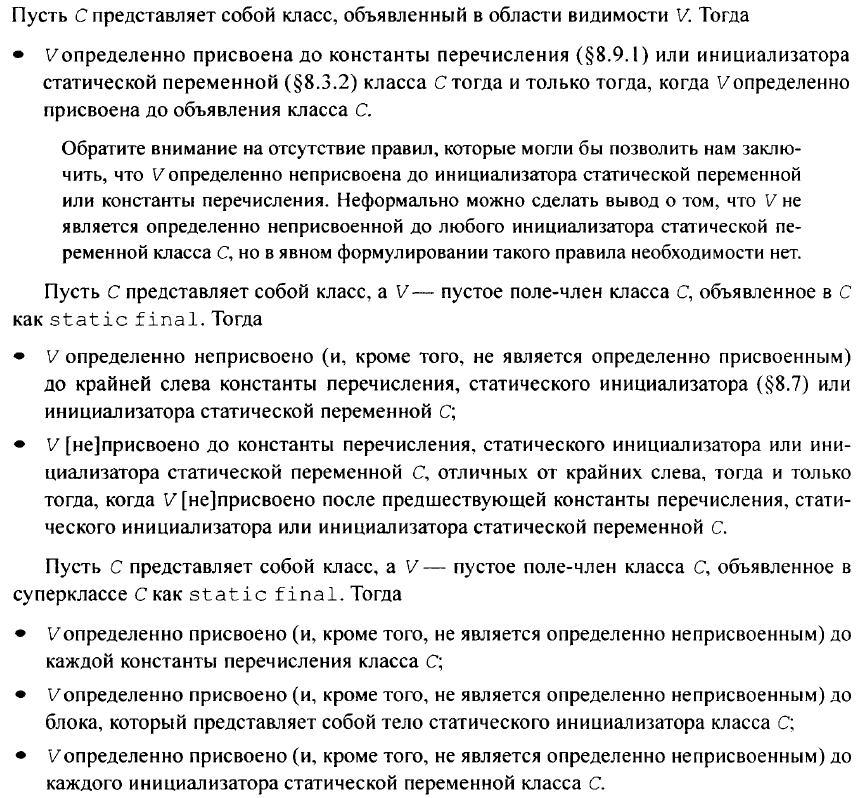 Пусть C представляет собой класс, объявленный в области видимости V. Тогда
• V определенно присвоена до константы перечисления (§8.9.1) или инициализатора
статической переменной (§8.3.2) класса C тогда и только тогда, когда V определенно
присвоена до объявления класса C.
Обратите внимание на отсутствие правил, которые могли бы позволить нам заклю-
чить, что V определенно неприсвоена до инициализатора статической переменной
или константы перечисления. Неформально можно сделать вывод о том, что V не
является определенно неприсвоенной до любого инициализатора статической пе-
ременной класса C, но в явном формулировании такого правила необходимости нет.
Пусть C представляет собой класс, а V — пустое поле-член класса C, объявленное в C
как static final. Тогда
• V определенно неприсвоено (и, кроме того, не является определенно присвоенным)
до крайней слева константы перечисления, статического инициализатора (§8.7) или
инициализатора статической переменной C;
• V [не]присвоено до константы перечисления, статического инициализатора или ини-
циализатора статической переменной C, отличных от крайних слева, тогда и только
тогда, когда V [не]присвоено после предшествующей константы перечисления, стати-
ческого инициализатора или инициализатора статической переменной C.
Пусть C представляет собой класс, а V — пустое поле-член класса C, объявленное в
суперклассе C как static final. Тогда
• V определенно присвоено (и, кроме того, не является определенно неприсвоенным) до
каждой константы перечисления класса C;
• V определенно присвоено (и, кроме того, не является определенно неприсвоенным) до
блока, который представляет собой тело статического инициализатора класса C;
• V определенно присвоено (и, кроме того, не является определенно неприсвоенным) до
каждого инициализатора статической переменной класса C.